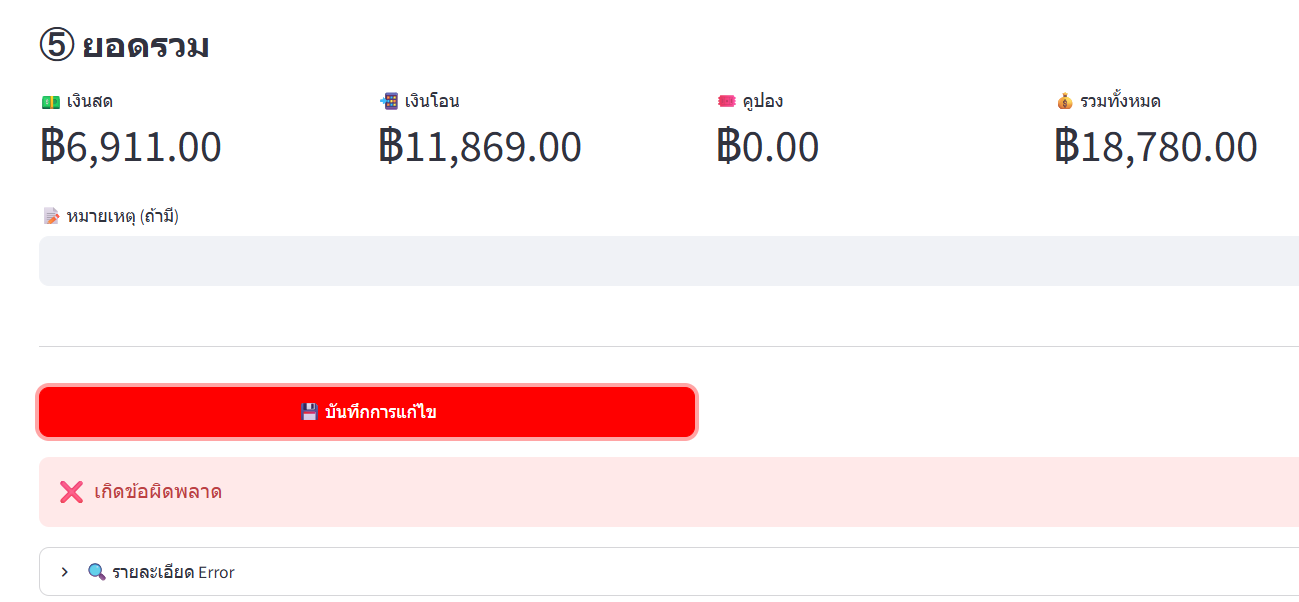 ⑤ ยอดรวม
💵 เงินสด
฿6,911.00
📲 เงินโอน
฿11,869.00
🎟️ คูปอง
฿0.00
💰 รวมทั้งหมด
฿18,780.00
📝 หมายเหตุ (ถ้ามี)
💾 บันทึกการแก้ไข
❌ เกิดข้อผิดพลาด
🔍 รายละเอียด Error